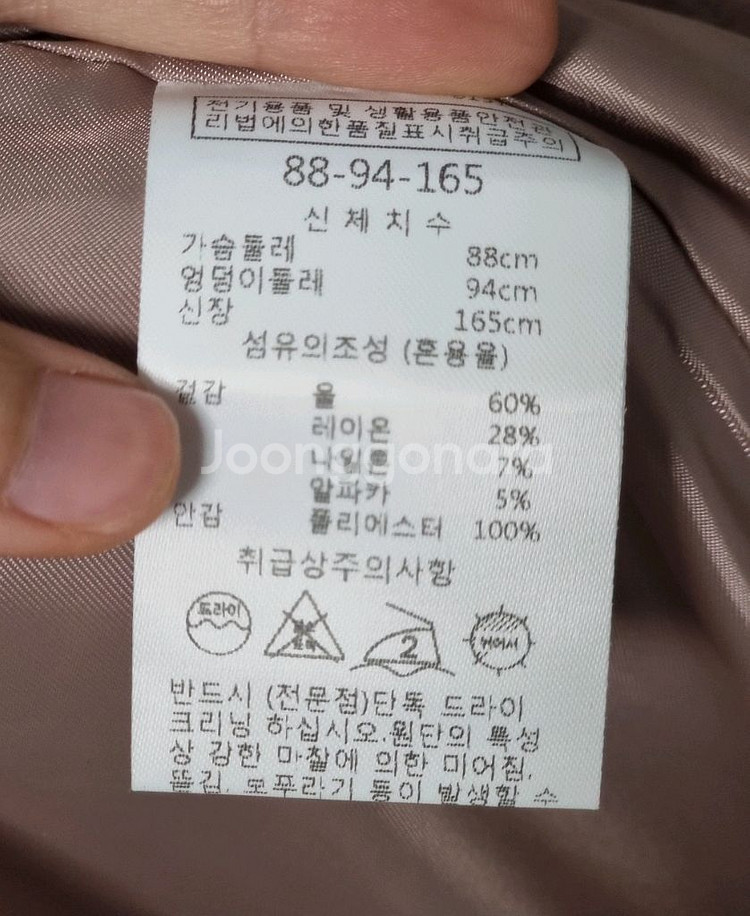 전기용품 및 생활용품안전관
리법에의한품질표시취급주의
88-94-165
신 체 치 수
가슴둘레 88cm
엉덩이둘레 94cm
신장 165cm
섬유의조성 (혼용율)
겉감 울 60%
레이온 28%
나일론 7%
알파카 5%
안감 폴리에스터 100%
취급상주의사항
드라이 염소 표백 2 뉘어서
반드시 (전문점)단독 드라이
크리닝 하십시오.원단의 특성
상 강한 마찰에 의한 미어짐,
뜯김, 보푸라기 등이 발생할 수
Joonggonara